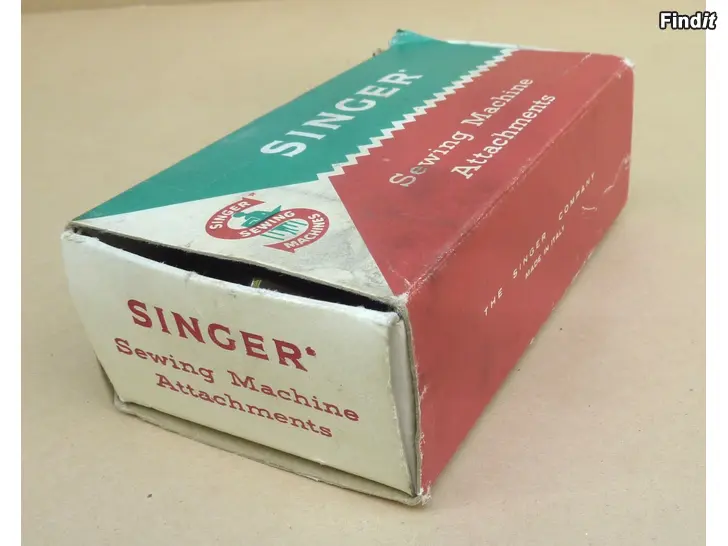 Findit
SINGER*
Sewing Machine
Attachments
SINGER
SEWING
MACHINES
THE SINGER COMPANY
MADE IN ITALY
SINGER*
Sewing Machine
Attachments